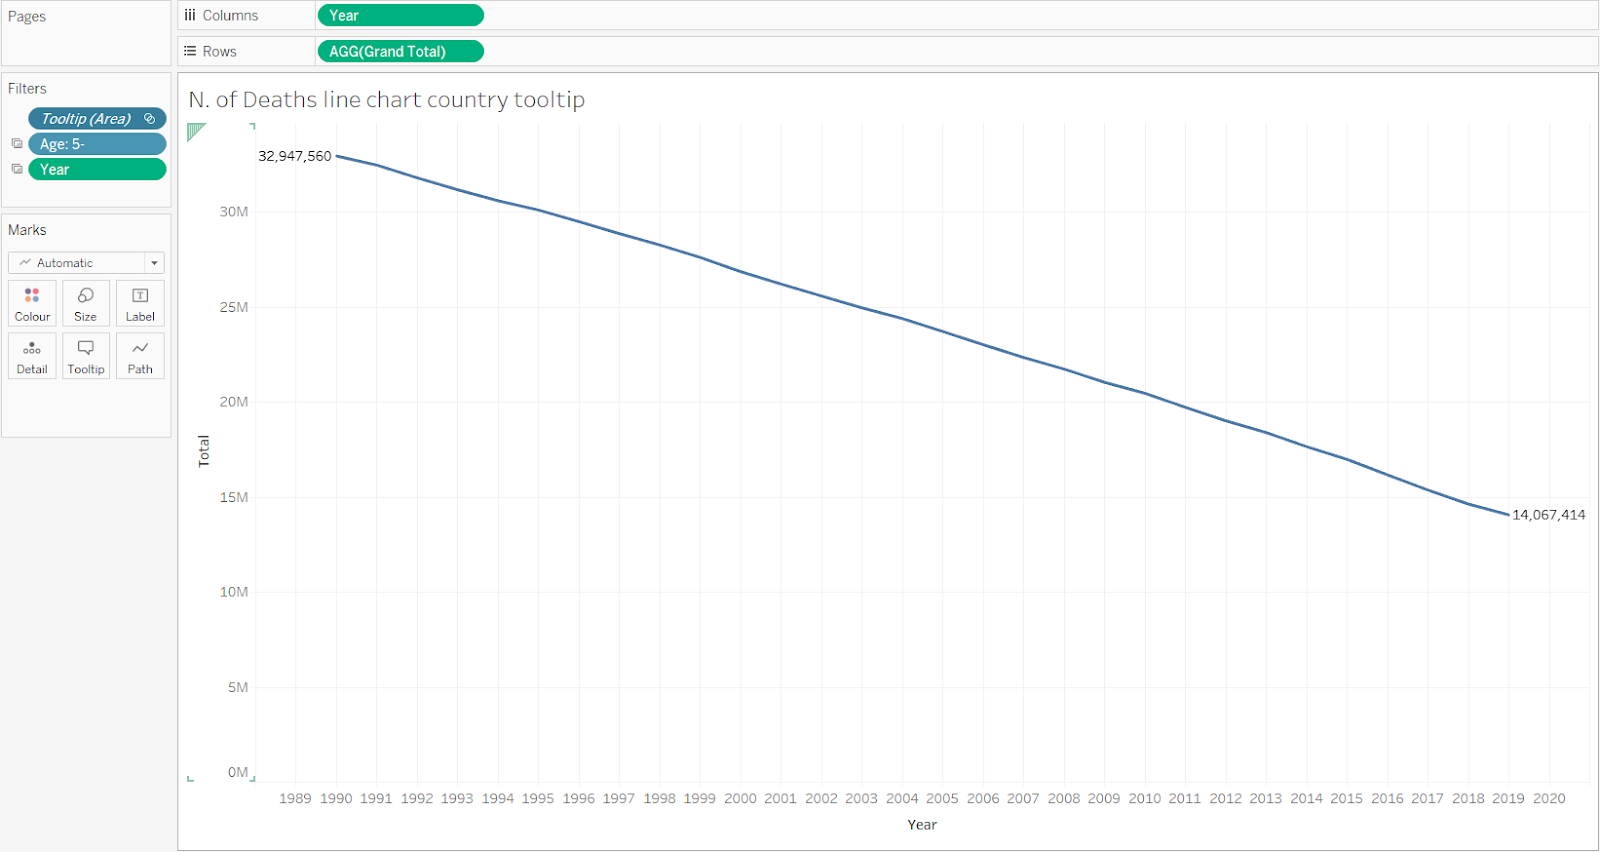 Pages
Columns
Year
Rows
AGG(Grand Total)
Filters
Tooltip (Area)
Age: 5-
Year
Marks
Automatic
Colour Size Label
Detail Tooltip Path
N. of Deaths line chart country tooltip
32,947,560
30M
25M
20M
15M
10M
5M
0M
Total
14,067,414
1989 1990 1991 1992 1993 1994 1995 1996 1997 1998 1999 2000 2001 2002 2003 2004 2005 2006 2007 2008 2009 2010 2011 2012 2013 2014 2015 2016 2017 2018 2019 2020
Year